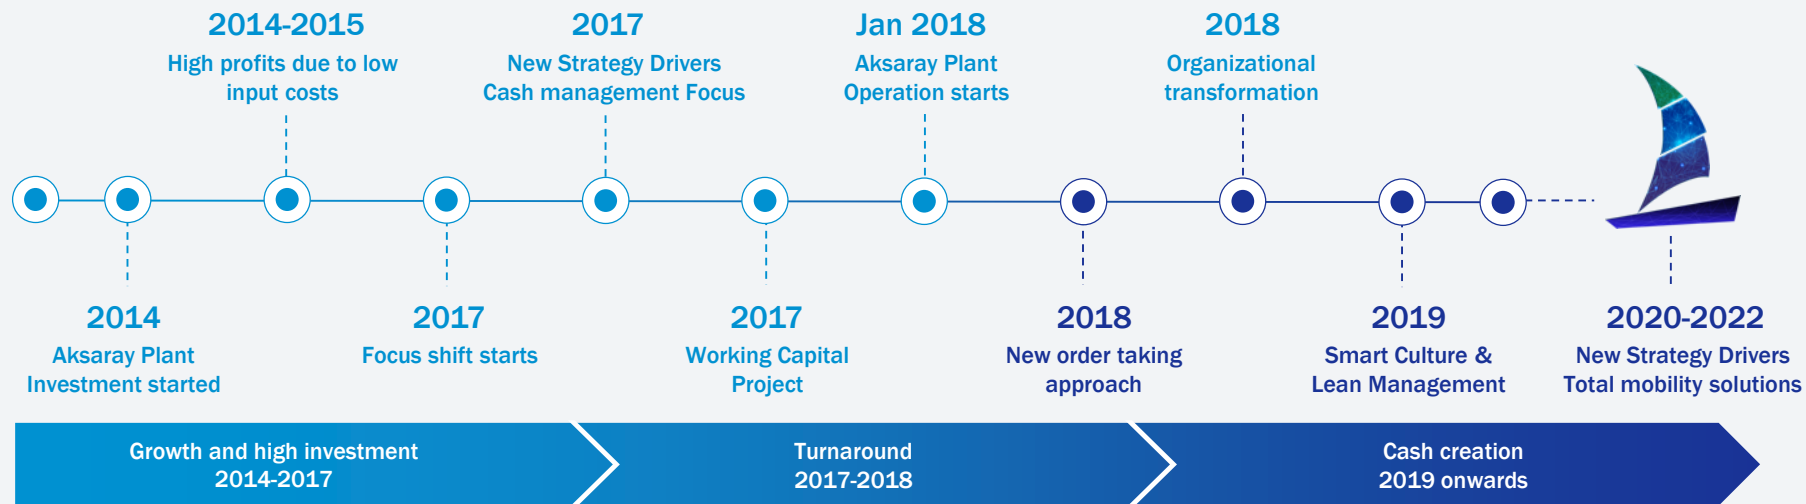 2014-2015
High profits due to low
input costs
2017
New Strategy Drivers
Cash management Focus
Jan 2018
Aksaray Plant
Operation starts
2018
Organizational
transformation
2014
Aksaray Plant
Investment started
2017
Focus shift starts
2017
Working Capital
Project
2018
New order taking
approach
2019
Smart Culture &
Lean Management
2020-2022
New Strategy Drivers
Total mobility solutions
Growth and high investment
2014-2017
Turnaround
2017-2018
Cash creation
2019 onwards